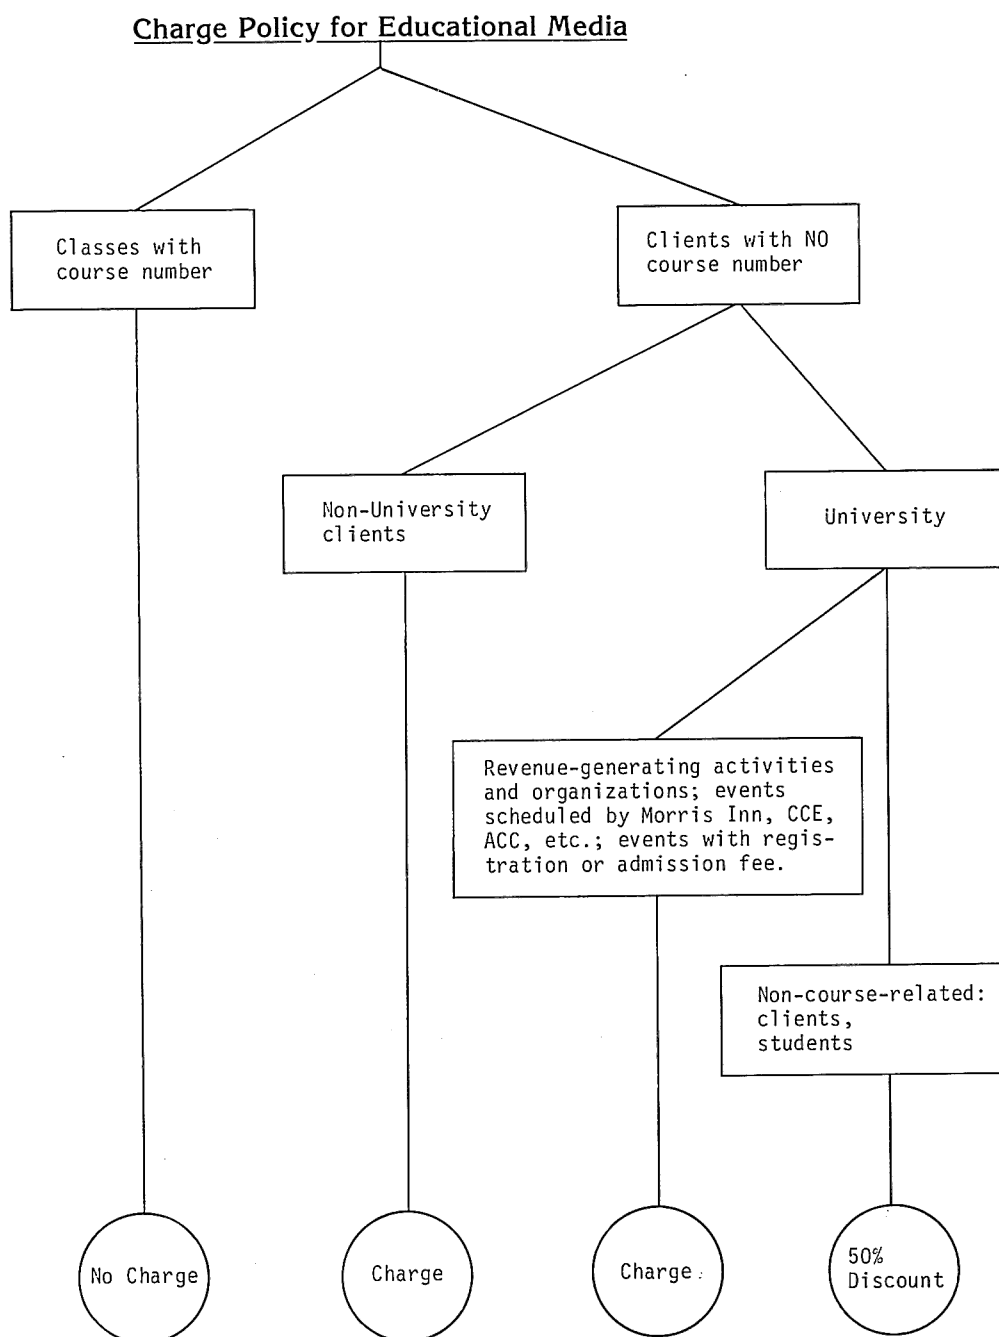 Charge Policy for Educational Media
Classes with
course number
Clients with NO
course number
Non-University
clients
University
Revenue-generating activities
and organizations; events
scheduled by Morris Inn, CCE,
ACC, etc.; events with regis-
tration or admission fee.
Non-course-related:
clients,
students
No Charge
Charge
Charge
50%
Discount